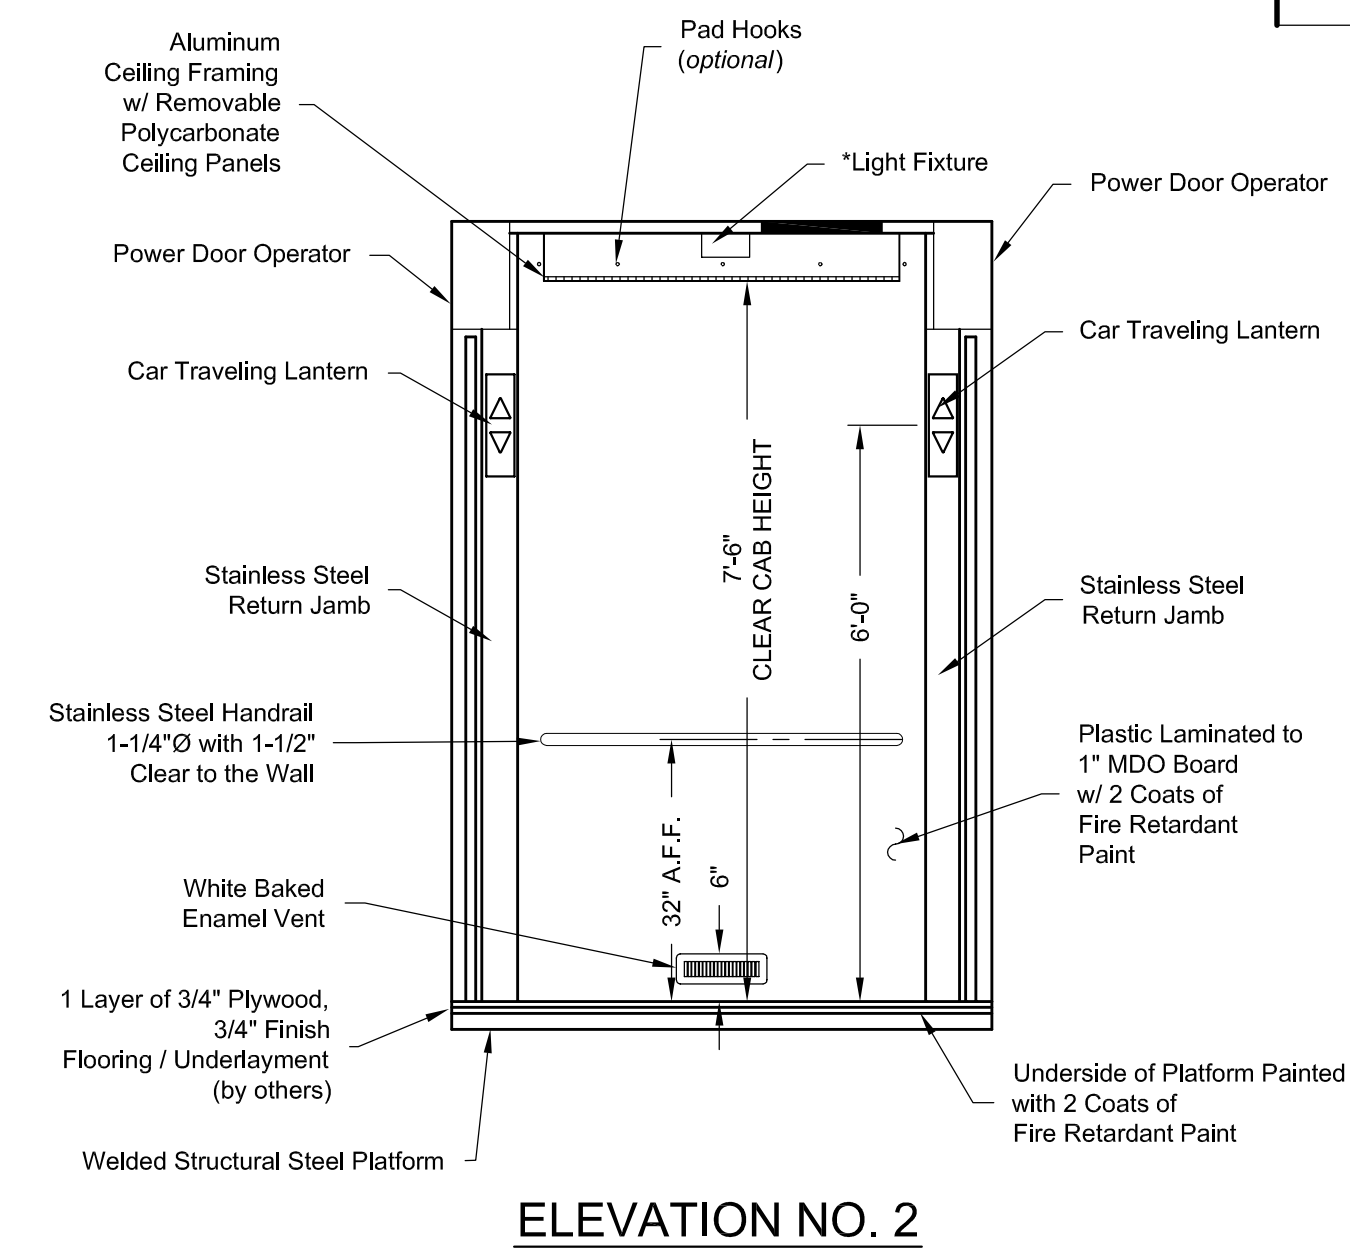 Aluminum
Ceiling Framing
w/ Removable
Polycarbonate
Ceiling Panels
Pad Hooks
(optional)
*Light Fixture
Power Door Operator
Power Door Operator
Car Traveling Lantern
Car Traveling Lantern
7'-6"
CLEAR CAB HEIGHT
6'-0"
Stainless Steel
Return Jamb
Stainless Steel
Return Jamb
Stainless Steel Handrail
1-1/4"Ø with 1-1/2"
Clear to the Wall
Plastic Laminated to
1" MDO Board
w/ 2 Coats of
Fire Retardant
Paint
32" A.F.F.
6"
White Baked
Enamel Vent
1 Layer of 3/4" Plywood,
3/4" Finish
Flooring / Underlayment
(by others)
Underside of Platform Painted
with 2 Coats of
Fire Retardant Paint
Welded Structural Steel Platform
ELEVATION NO. 2